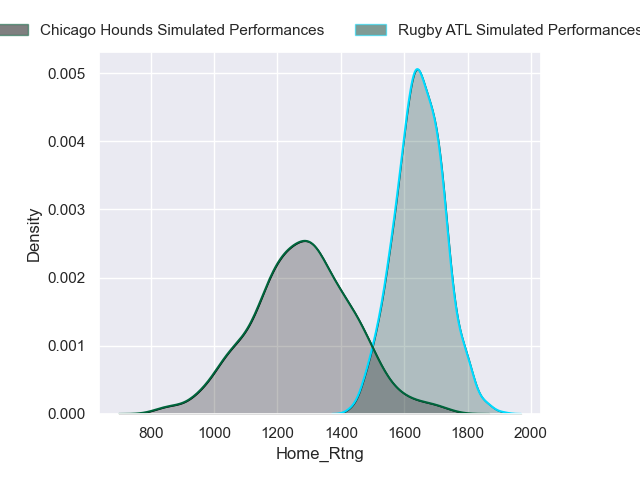 Chicago Hounds Simulated Performances Rugby ATL Simulated Performances
0.005
0.004
0.003
0.002
0.001
0.000
Density
800 1000 1200 1400 1600 1800 2000
Home_Rtng